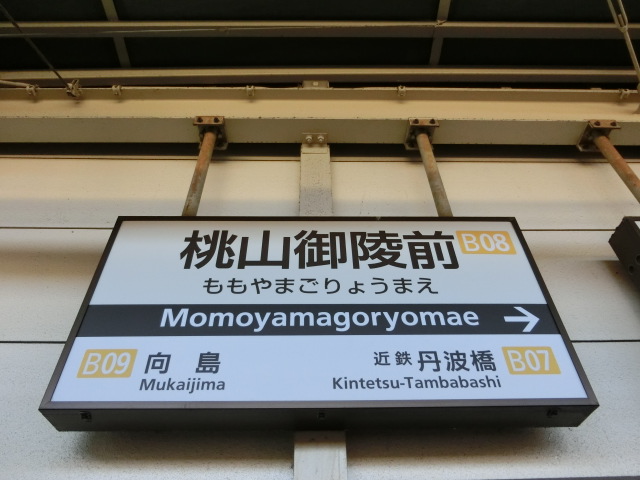 桃山御陵前 B08
ももやまごりょうまえ
Momoyamagoryomae →
B09 向島 近鉄 丹波橋 B07
Mukaijima Kintetsu-Tambabashi